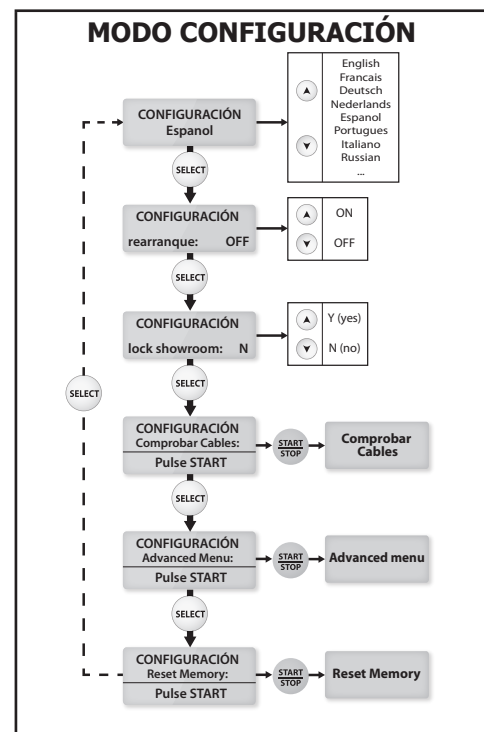 MODO CONFIGURACIÓN
CONFIGURACIÓN
Espanol
English
Francais
Deutsch
Nederlands
Espanol
Portugues
Italiano
Russian
...
SELECT
CONFIGURACIÓN
rearranque: OFF
ON
OFF
SELECT
CONFIGURACIÓN
lock showroom: N
Y (yes)
N (no)
SELECT
SELECT
CONFIGURACIÓN
Comprobar Cables:
Pulse START
START
STOP
Comprobar
Cables
SELECT
CONFIGURACIÓN
Advanced Menu:
Pulse START
START
STOP
Advanced menu
SELECT
CONFIGURACIÓN
Reset Memory:
Pulse START
START
STOP
Reset Memory